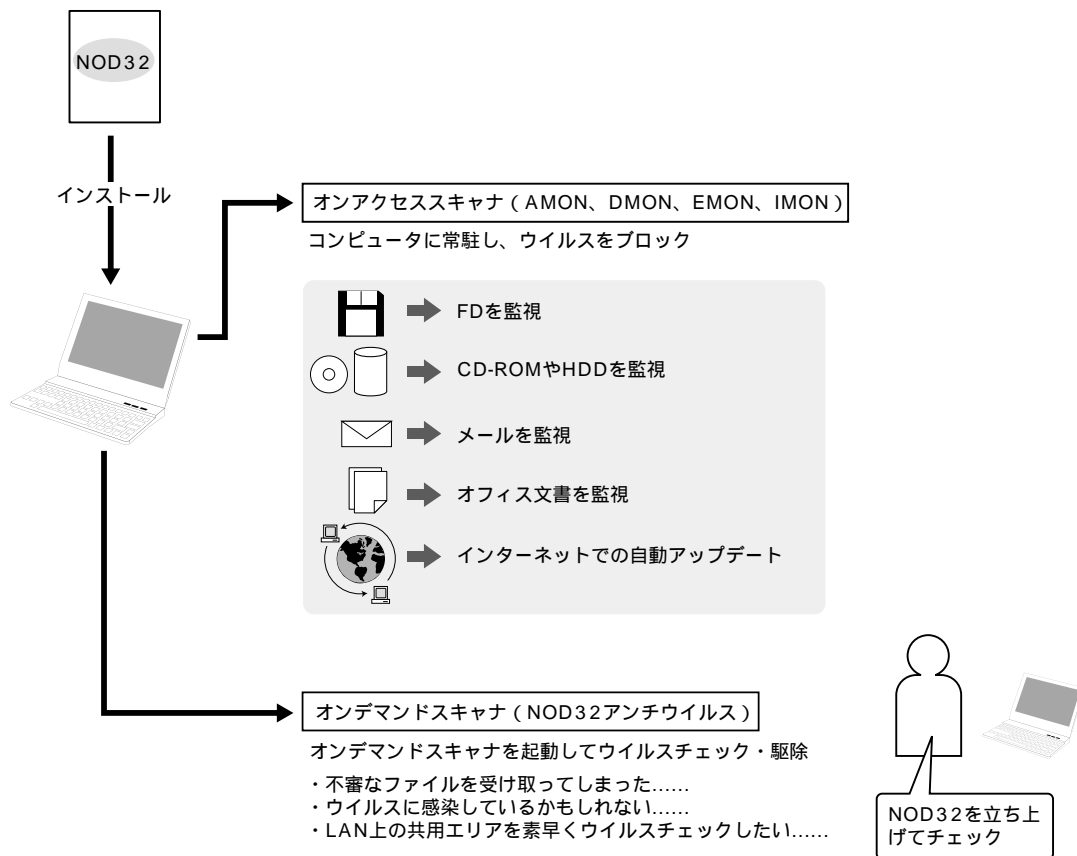 NOD32
インストール
オンアクセススキャナ（AMON、DMON、EMON、IMON）
コンピュータに常駐し、ウイルスをブロック
FDを監視
CD-ROMやHDDを監視
メールを監視
オフィス文書を監視
インターネットでの自動アップデート
オンデマンドスキャナ（NOD32アンチウイルス）
オンデマンドスキャナを起動してウイルスチェック・駆除
・不審なファイルを受け取ってしまった……
・ウイルスに感染しているかもしれない……
・LAN上の共用エリアを素早くウイルスチェックしたい……
NOD32を立ち上
げてチェック